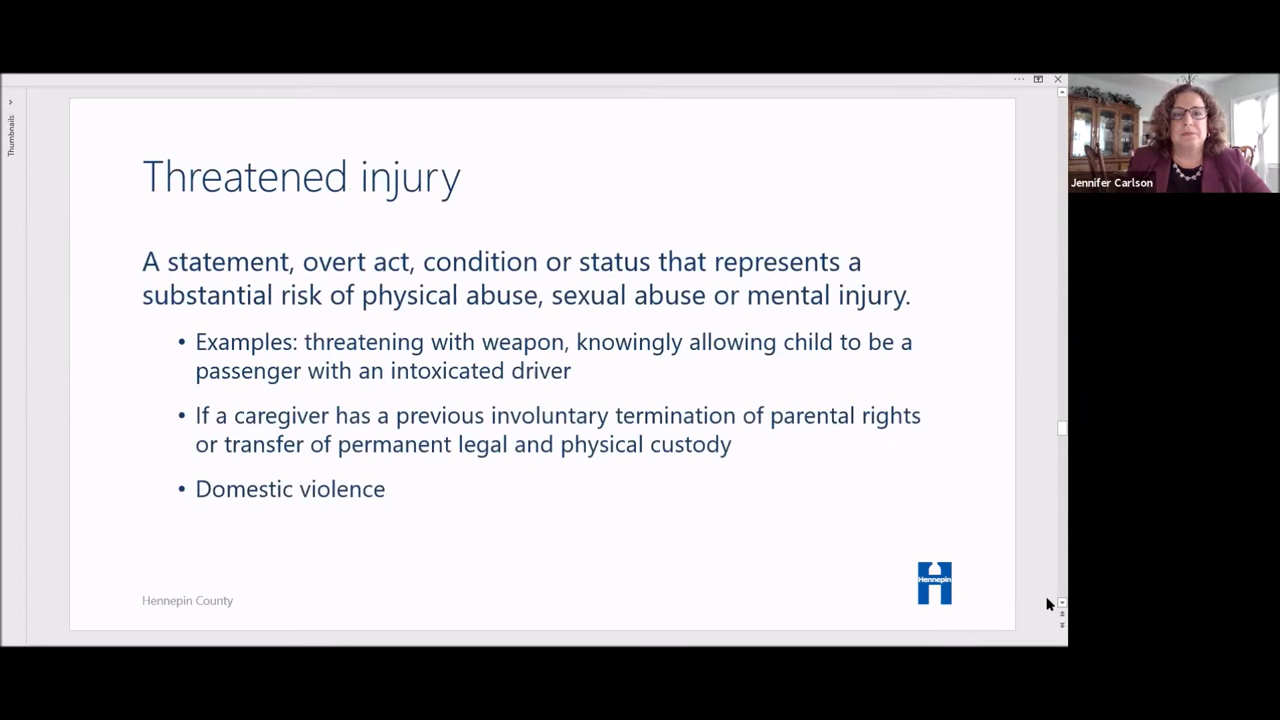 Thumbnails
Threatened injury
A statement, overt act, condition or status that represents a
substantial risk of physical abuse, sexual abuse or mental injury.
• Examples: threatening with weapon, knowingly allowing child to be a
passenger with an intoxicated driver
• If a caregiver has a previous involuntary termination of parental rights
or transfer of permanent legal and physical custody
• Domestic violence
Hennepin
Hennepin County
Jennifer Carlson